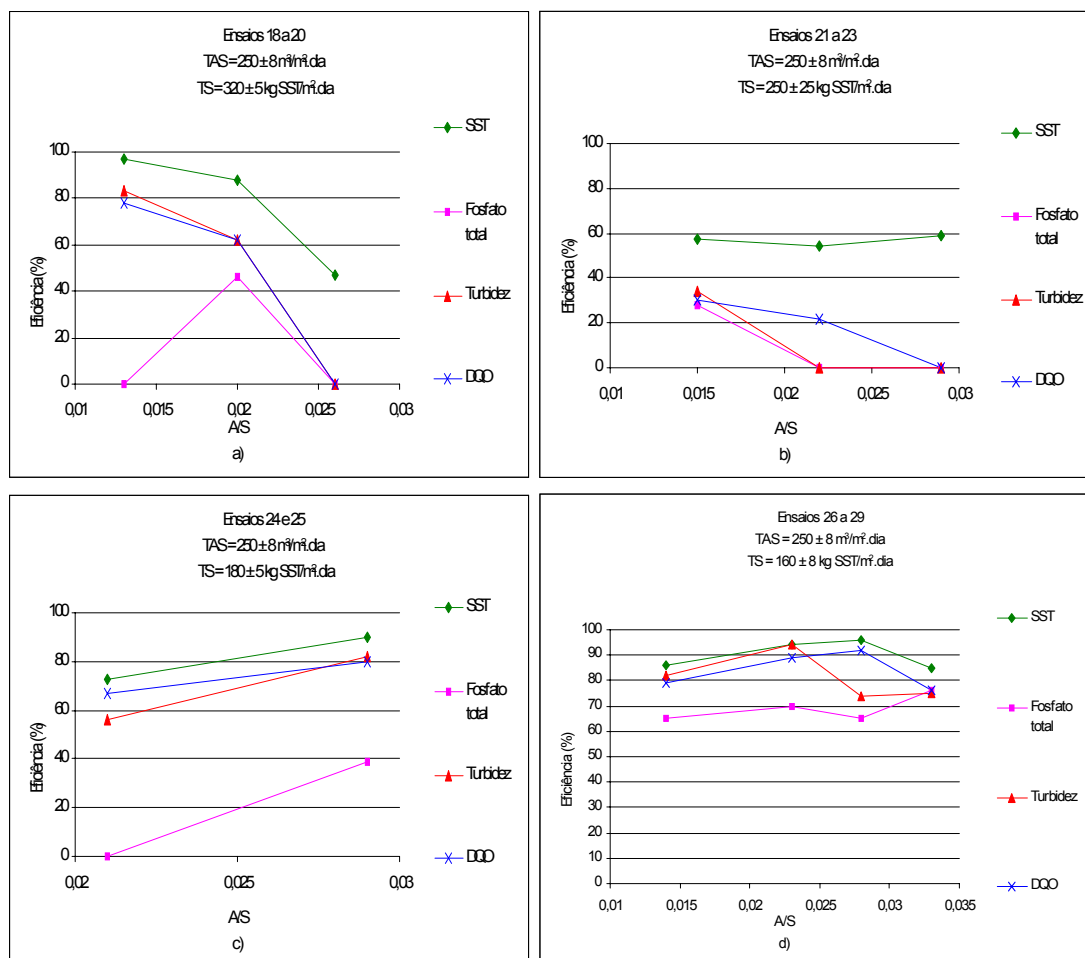 Ensaios 18 a 20
TAS = 250 ± 8 m³/m².dia
TS = 320 ± 5 kg SST/m².dia
SST
Fosfato
total
Turbidez
DQO
Eficiência (%)
100
80
60
40
20
0
0,01
0,015
0,02
0,025
0,03
A/S
a)
Ensaios 21 a 23
TAS = 250 ± 8 m³/m².dia
TS = 250 ± 25 kg SST/m².dia
SST
Fosfato
total
Turbidez
DQO
Eficiência (%)
100
80
60
40
20
0
0,01
0,015
0,02
0,025
0,03
A/S
b)
Ensaios 24 e 25
TAS = 250 ± 8 m³/m².dia
TS = 180 ± 5 kg SST/m².dia
SST
Fosfato
total
Turbidez
DQO
Eficiência (%)
100
80
60
40
20
0
0,02
0,025
0,03
A/S
c)
Ensaios 26 a 29
TAS = 250 ± 8 m³/m².dia
TS = 160 ± 8 kg SST/m².dia
SST
Fosfato
total
Turbidez
DQO
Eficiência (%)
100
90
80
70
60
50
40
30
20
10
0
0,01
0,015
0,02
0,025
0,03
0,035
A/S
d)